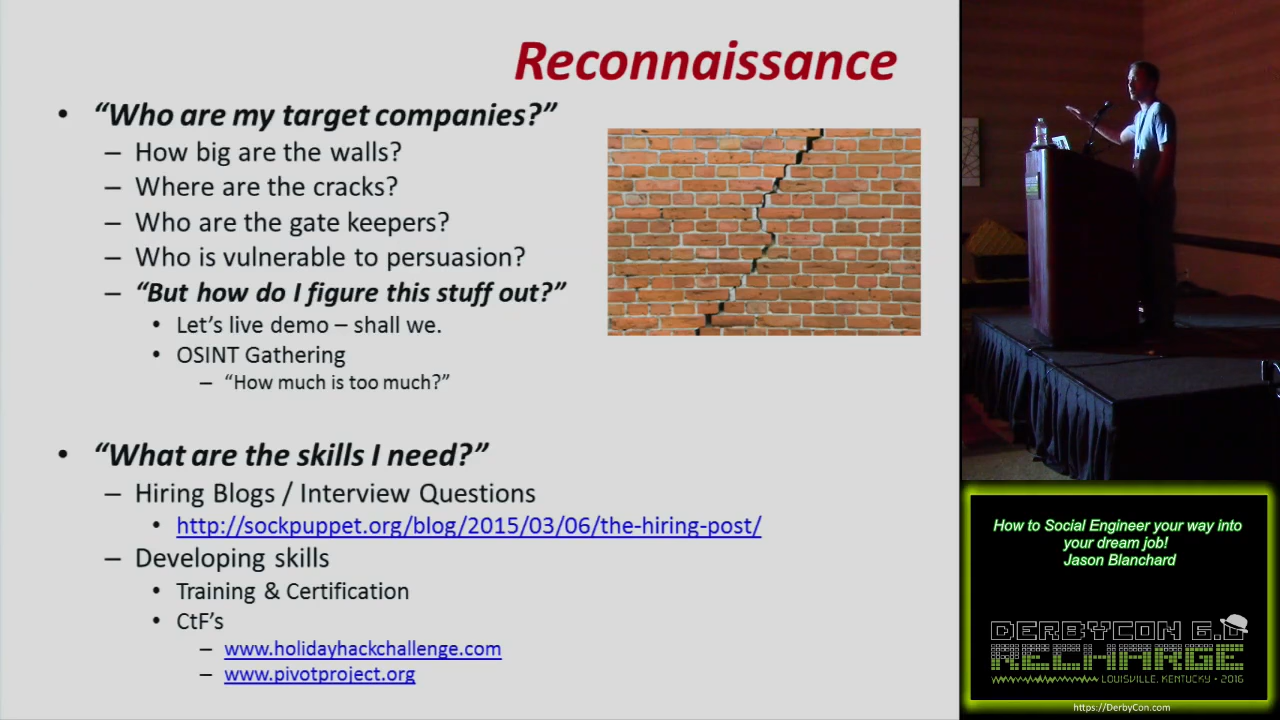 Reconnaissance
• “Who are my target companies?”
– How big are the walls?
– Where are the cracks?
– Who are the gate keepers?
– Who is vulnerable to persuasion?
– “But how do I figure this stuff out?”
• Let’s live demo – shall we.
• OSINT Gathering
– “How much is too much?”
• “What are the skills I need?”
– Hiring Blogs / Interview Questions
• http://sockpuppet.org/blog/2015/03/06/the-hiring-post/
– Developing skills
• Training & Certification
• CtF’s
– www.holidayhackchallenge.com
– www.pivotproject.org
How to Social Engineer your way into
your dream job!
Jason Blanchard
DERBYCON 6.0
RECHARGE
LOUISVILLE, KENTUCKY • 2016
https://DerbyCon.com